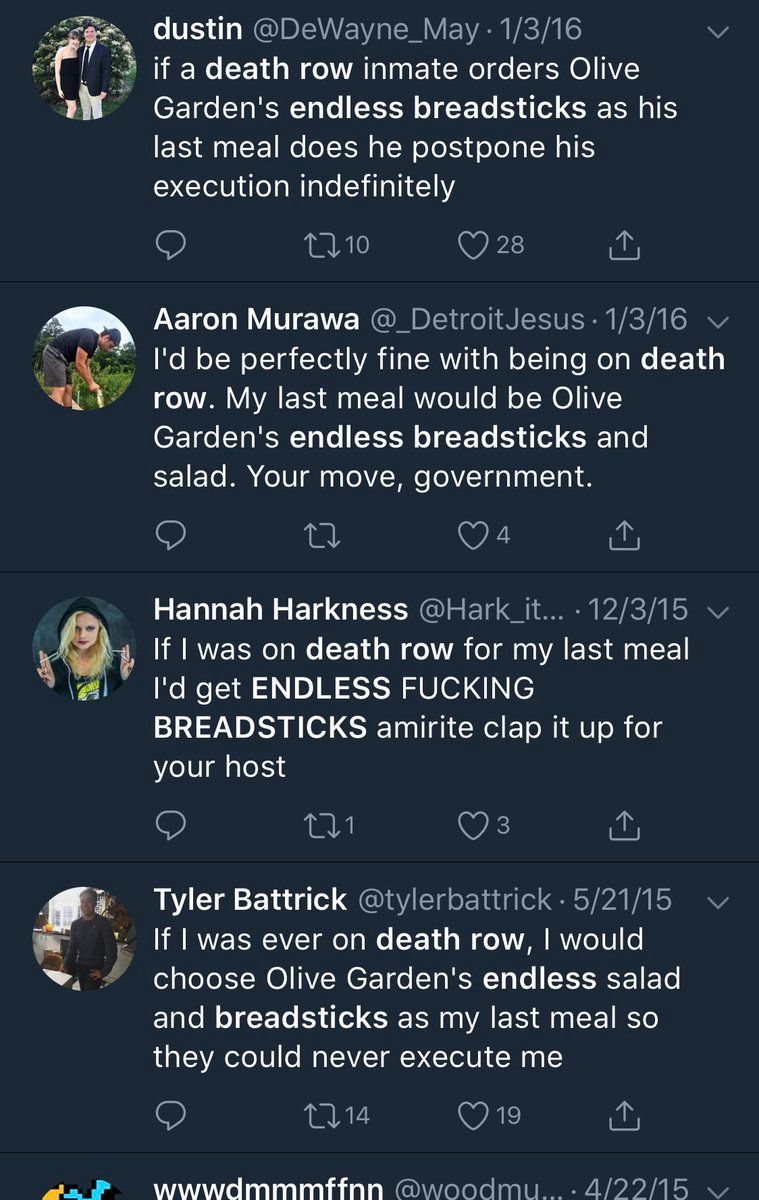 dustin @DeWayne_May · 1/3/16
if a death row inmate orders Olive
Garden's endless breadsticks as his
last meal does he postpone his
execution indefinitely
10 28
Aaron Murawa @_DetroitJesus · 1/3/16
I'd be perfectly fine with being on death
row. My last meal would be Olive
Garden's endless breadsticks and
salad. Your move, government.
4
Hannah Harkness @Hark_it... · 12/3/15
If I was on death row for my last meal
I'd get ENDLESS FUCKING
BREADSTICKS amirite clap it up for
your host
1 3
Tyler Battrick @tylerbattrick · 5/21/15
If I was ever on death row, I would
choose Olive Garden's endless salad
and breadsticks as my last meal so
they could never execute me
14 19
wwwdmmmffnn @woodmu... · 4/22/15